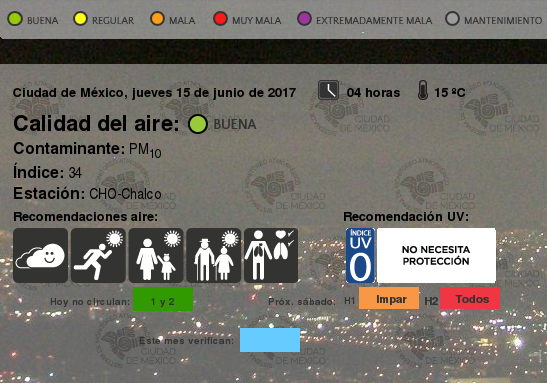 BUENA REGULAR MALA MUY MALA EXTREMADAMENTE MALA MANTENIMIENTO
Ciudad de México, jueves 15 de junio de 2017 04 horas 15 ºC
Calidad del aire: BUENA
Contaminante: PM10
Índice: 34
Estación: CHO-Chalco
Recomendaciones aire: Recomendación UV:
ÍNDICE
UV
0
NO NECESITA
PROTECCIÓN
Hoy no circulan: 1 y 2 Próx. sábado: H1 Impar H2 Todos
Este mes verifican:
CIUDAD
DE MÉXICO